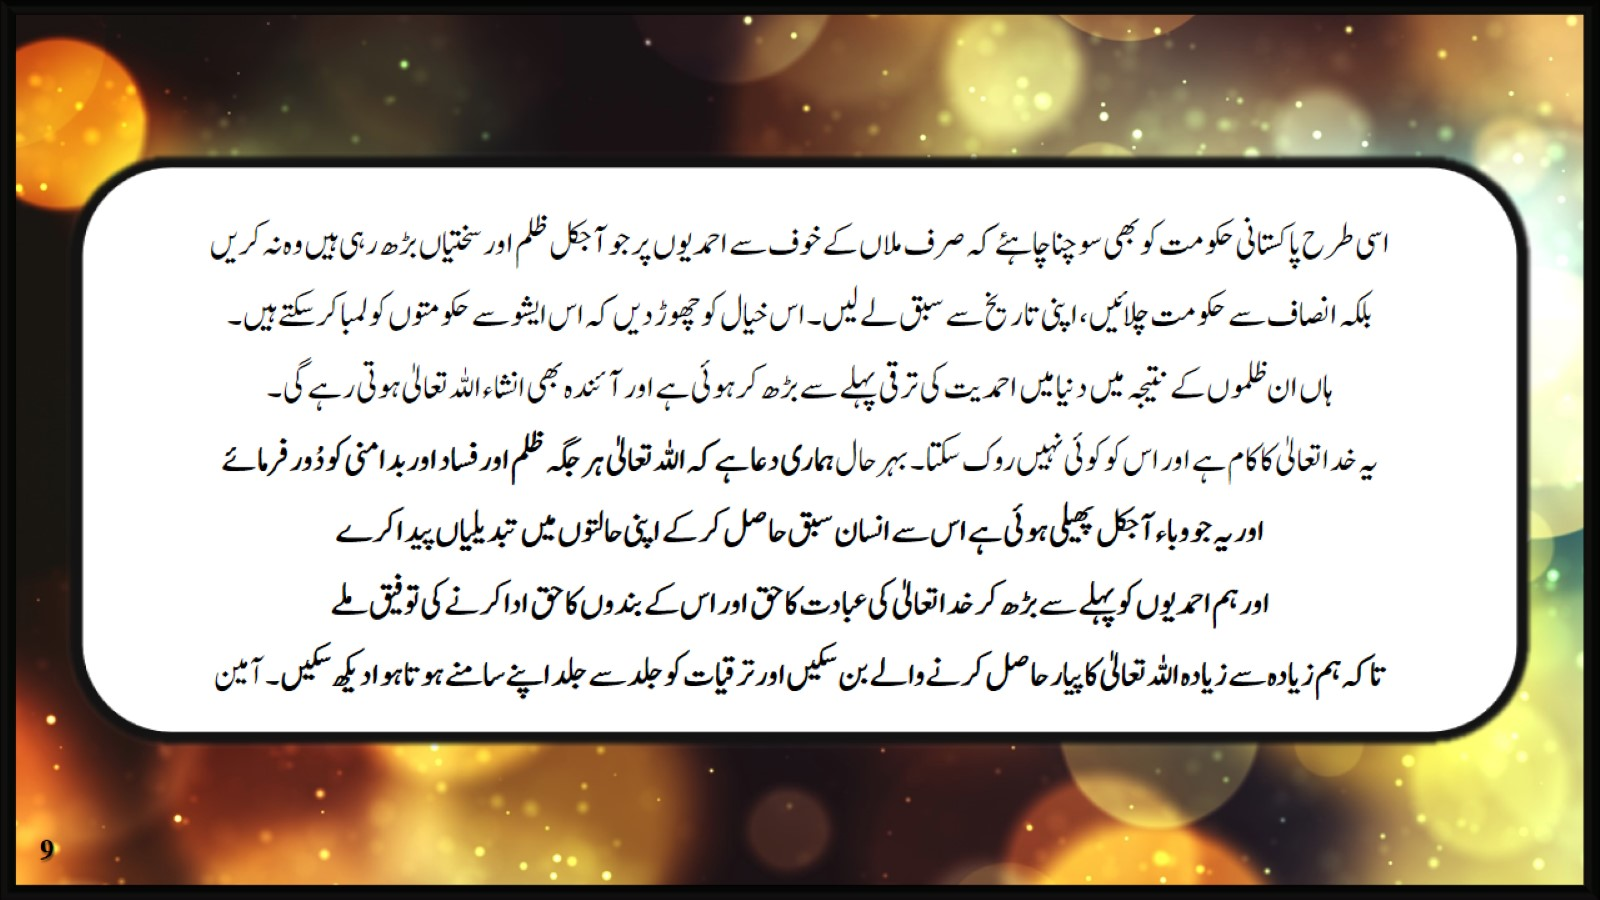 اسی طرح پاکستانی حکومت کو بھی سوچنا چاہئے کہ صرف ملاں کے خوف سے احمدیوں پر جو آجکل ظلم اور سختیاں بڑھ رہی ہیں وہ نہ کریں
بلکہ انصاف سے حکومت چلائیں، اپنی تاریخ سے سبق لے لیں۔ اس خیال کو چھوڑ دیں کہ اس ایشو سے حکومتوں کو لمبا کر سکتے ہیں۔
ہاں ان ظلموں کے نتیجہ میں دنیا میں احمدیت کی ترقی پہلے سے بڑھ کر ہوئی ہے اور آئندہ بھی انشاء اللہ تعالیٰ ہوتی رہے گی۔
یہ خدا تعالیٰ کا کام ہے اور اس کو کوئی نہیں روک سکتا۔ بہر حال ہماری دعا ہے کہ اللہ تعالیٰ ہر جگہ ظلم اور فساد اور بدامنی کو دُور فرمائے
اور یہ جو وباء آجکل پھیلی ہوئی ہے اس سے انسان سبق حاصل کر کے اپنی حالتوں میں تبدیلیاں پیدا کرے
اور ہم احمدیوں کو پہلے سے بڑھ کر خدا تعالیٰ کی عبادت کا حق اور اس کے بندوں کا حق ادا کرنے کی توفیق ملے
تا کہ ہم زیادہ سے زیادہ اللہ تعالیٰ کا پیار حاصل کرنے والے بن سکیں اور ترقیات کو جلد سے جلد اپنے سامنے ہوتا ہوا دیکھ سکیں۔ آمین
9